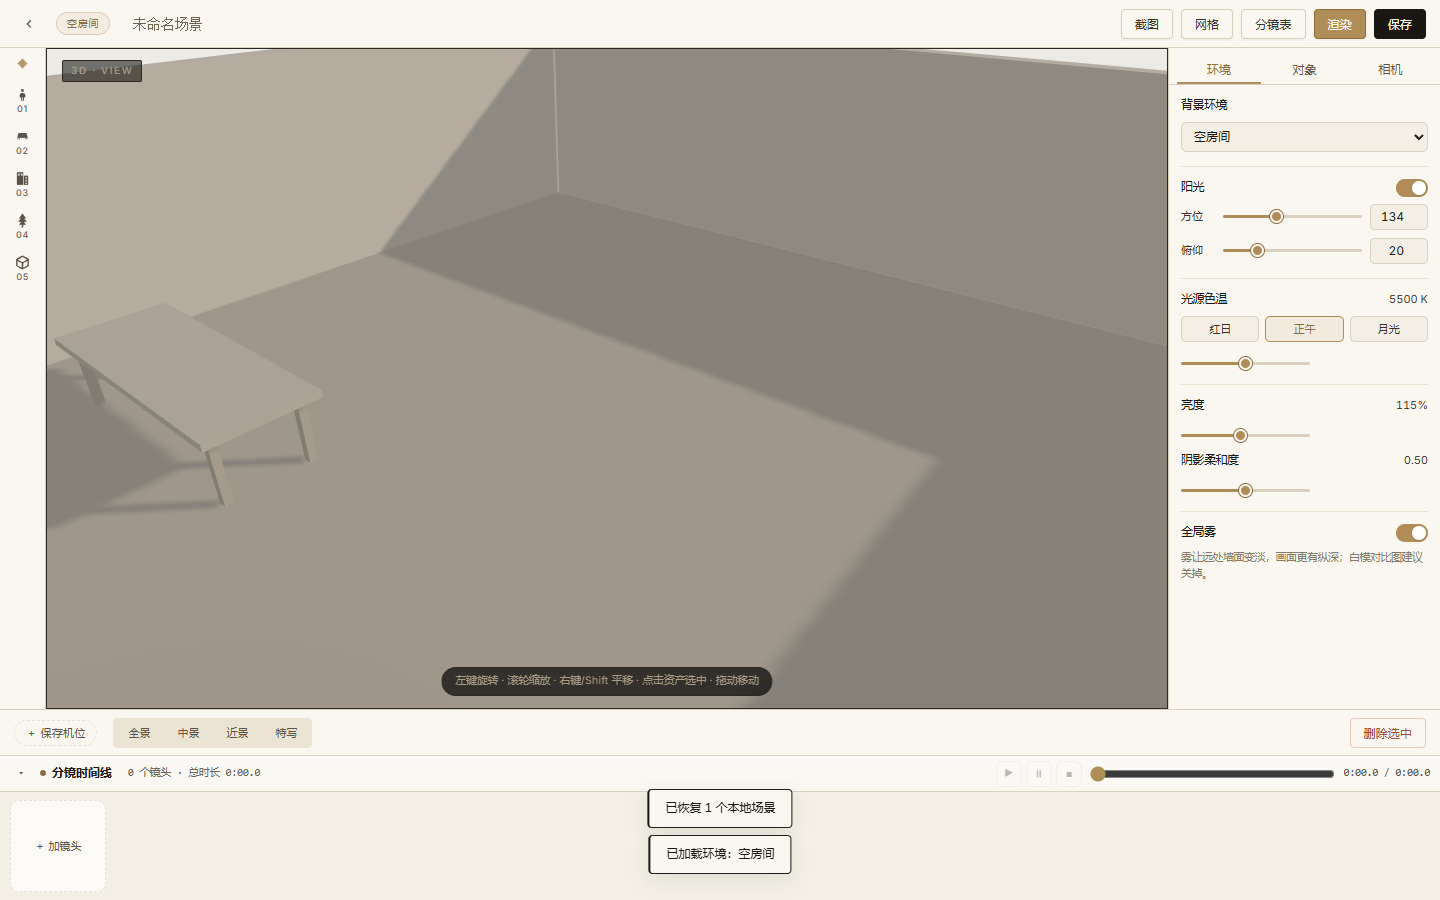 空房间
未命名场景
截图
网格
分镜表
渲染
保存
3D · VIEW
01
02
03
04
05
环境
对象
相机
背景环境
空房间
阳光
方位
134
俯仰
20
光源色温
5500 K
红日
正午
月光
亮度
115%
阴影柔和度
0.50
全局雾
雾让远处墙面变淡，画面更有纵深；白模对比图建议
关掉。
左键旋转 · 滚轮缩放 · 右键/Shift 平移 · 点击资产选中 · 拖动移动
+ 保存机位
全景
中景
近景
特写
删除选中
分镜时间线
0 个镜头 · 总时长 0:00.0
0:00.0 / 0:00.0
+ 加镜头
已恢复 1 个本地场景
已加载环境：空房间